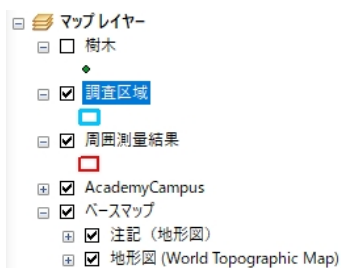 マップ レイヤー
樹木
調査区域
周囲測量結果
AcademyCampus
ベースマップ
注記（地形図）
地形図 (World Topographic Map)